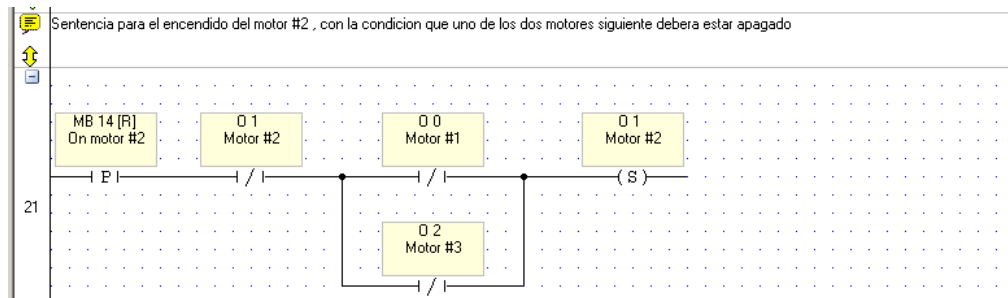 Sentencia para el encendido del motor #2 , con la condicion que uno de los dos motores siguiente debera estar apagado
MB 14 [R]
On motor #2
O 1
Motor #2
O 0
Motor #1
O 1
Motor #2
P
/
/
( S )
21
O 2
Motor #3
/